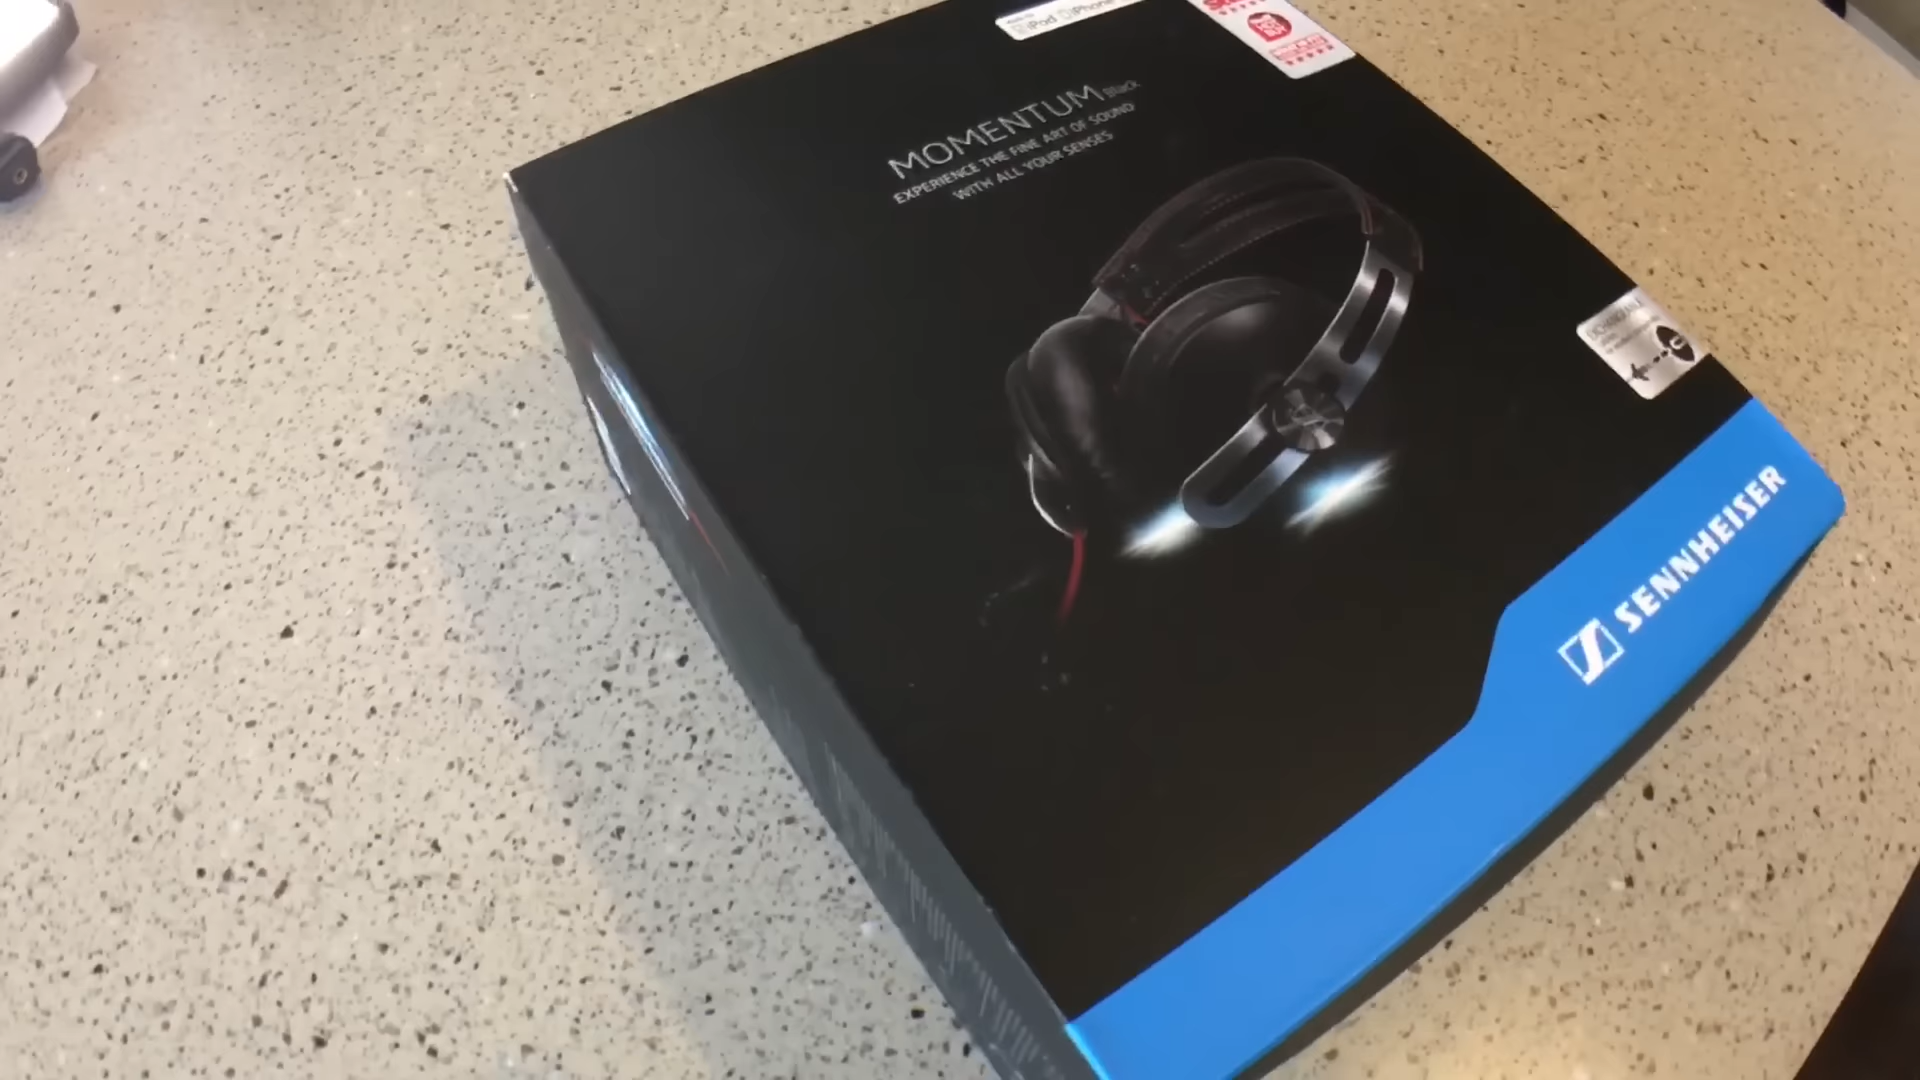 iPod iPhone
MOMENTUM Black
EXPERIENCE THE FINE ART OF SOUND
WITH ALL YOUR SENSES
SENNHEISER